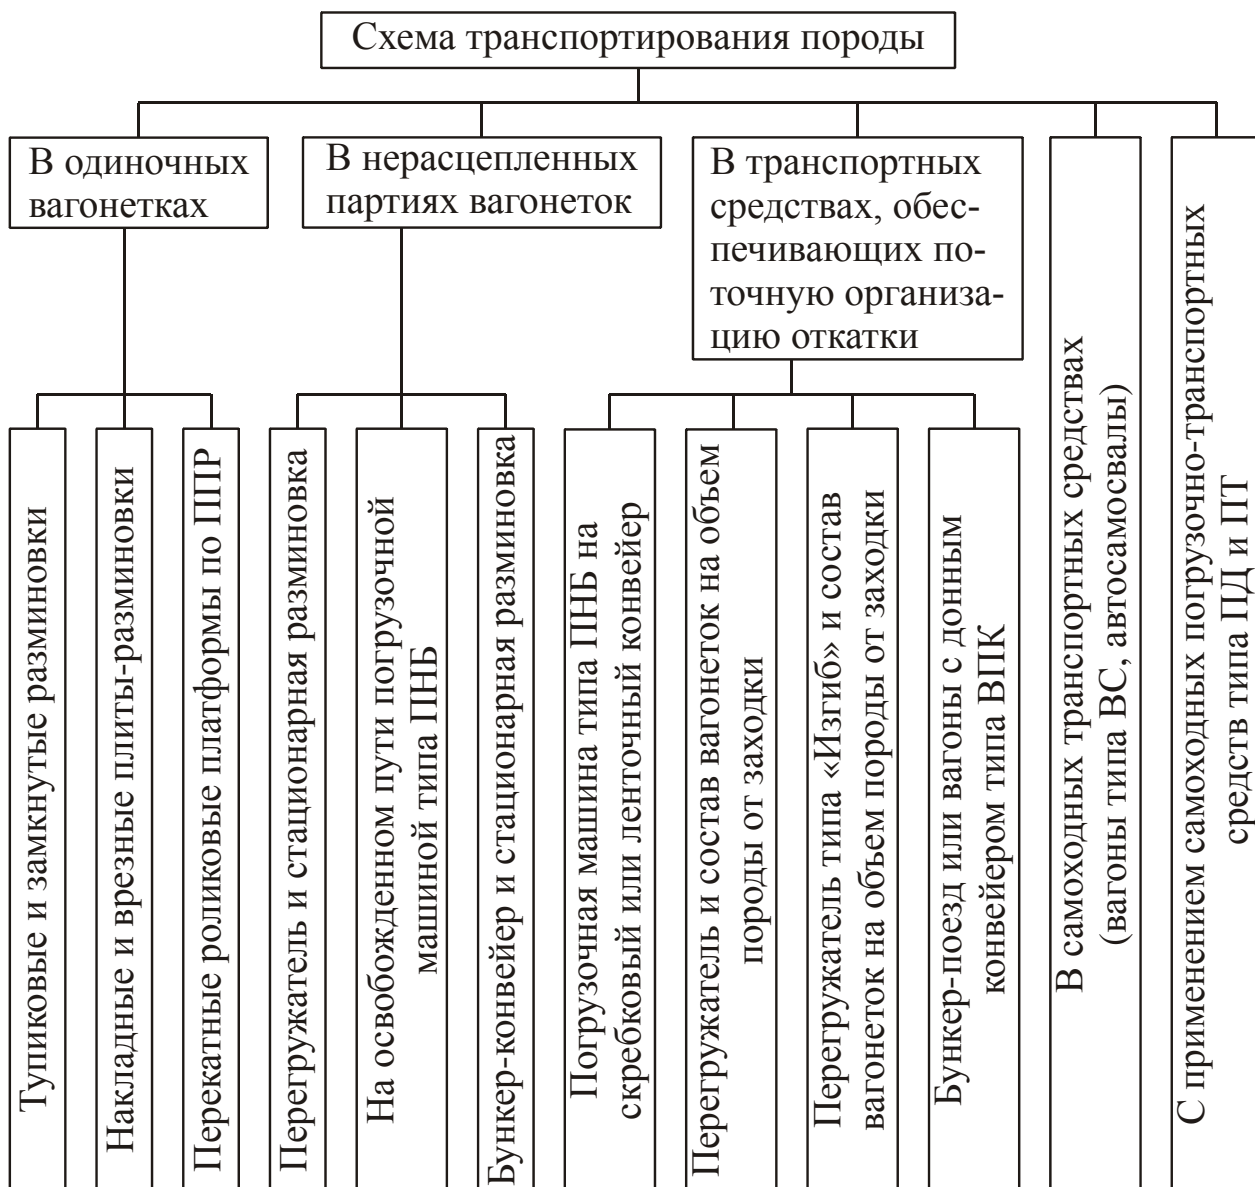 Схема транспортирования породы
В одиночных
вагонетках
В нерасцепленных
партиях вагонеток
В транспортных
средствах, обес-
печивающих по-
точную организа-
цию откатки
В самоходных транспортных средствах
(вагоны типа ВС, автосамосвалы)
С применением самоходных погрузочно-транспортных
средств типа ПД и ПТ
Тупиковые и замкнутые разминовки
Накладные и врезные плиты-разминовки
Перекатные роликовые платформы по ППР
Перегружатель и стационарная разминовка
На освобожденном пути погрузочной
машиной типа ПНБ
Бункер-конвейер и стационарная разминовка
Погрузочная машина типа ПНБ на
скребковый или ленточный конвейер
Перегружатель и состав вагонеток на объем
породы от заходки
Перегружатель типа «Изгиб» и состав
вагонеток на объем породы от заходки
Бункер-поезд или вагоны с донным
конвейером типа ВПК